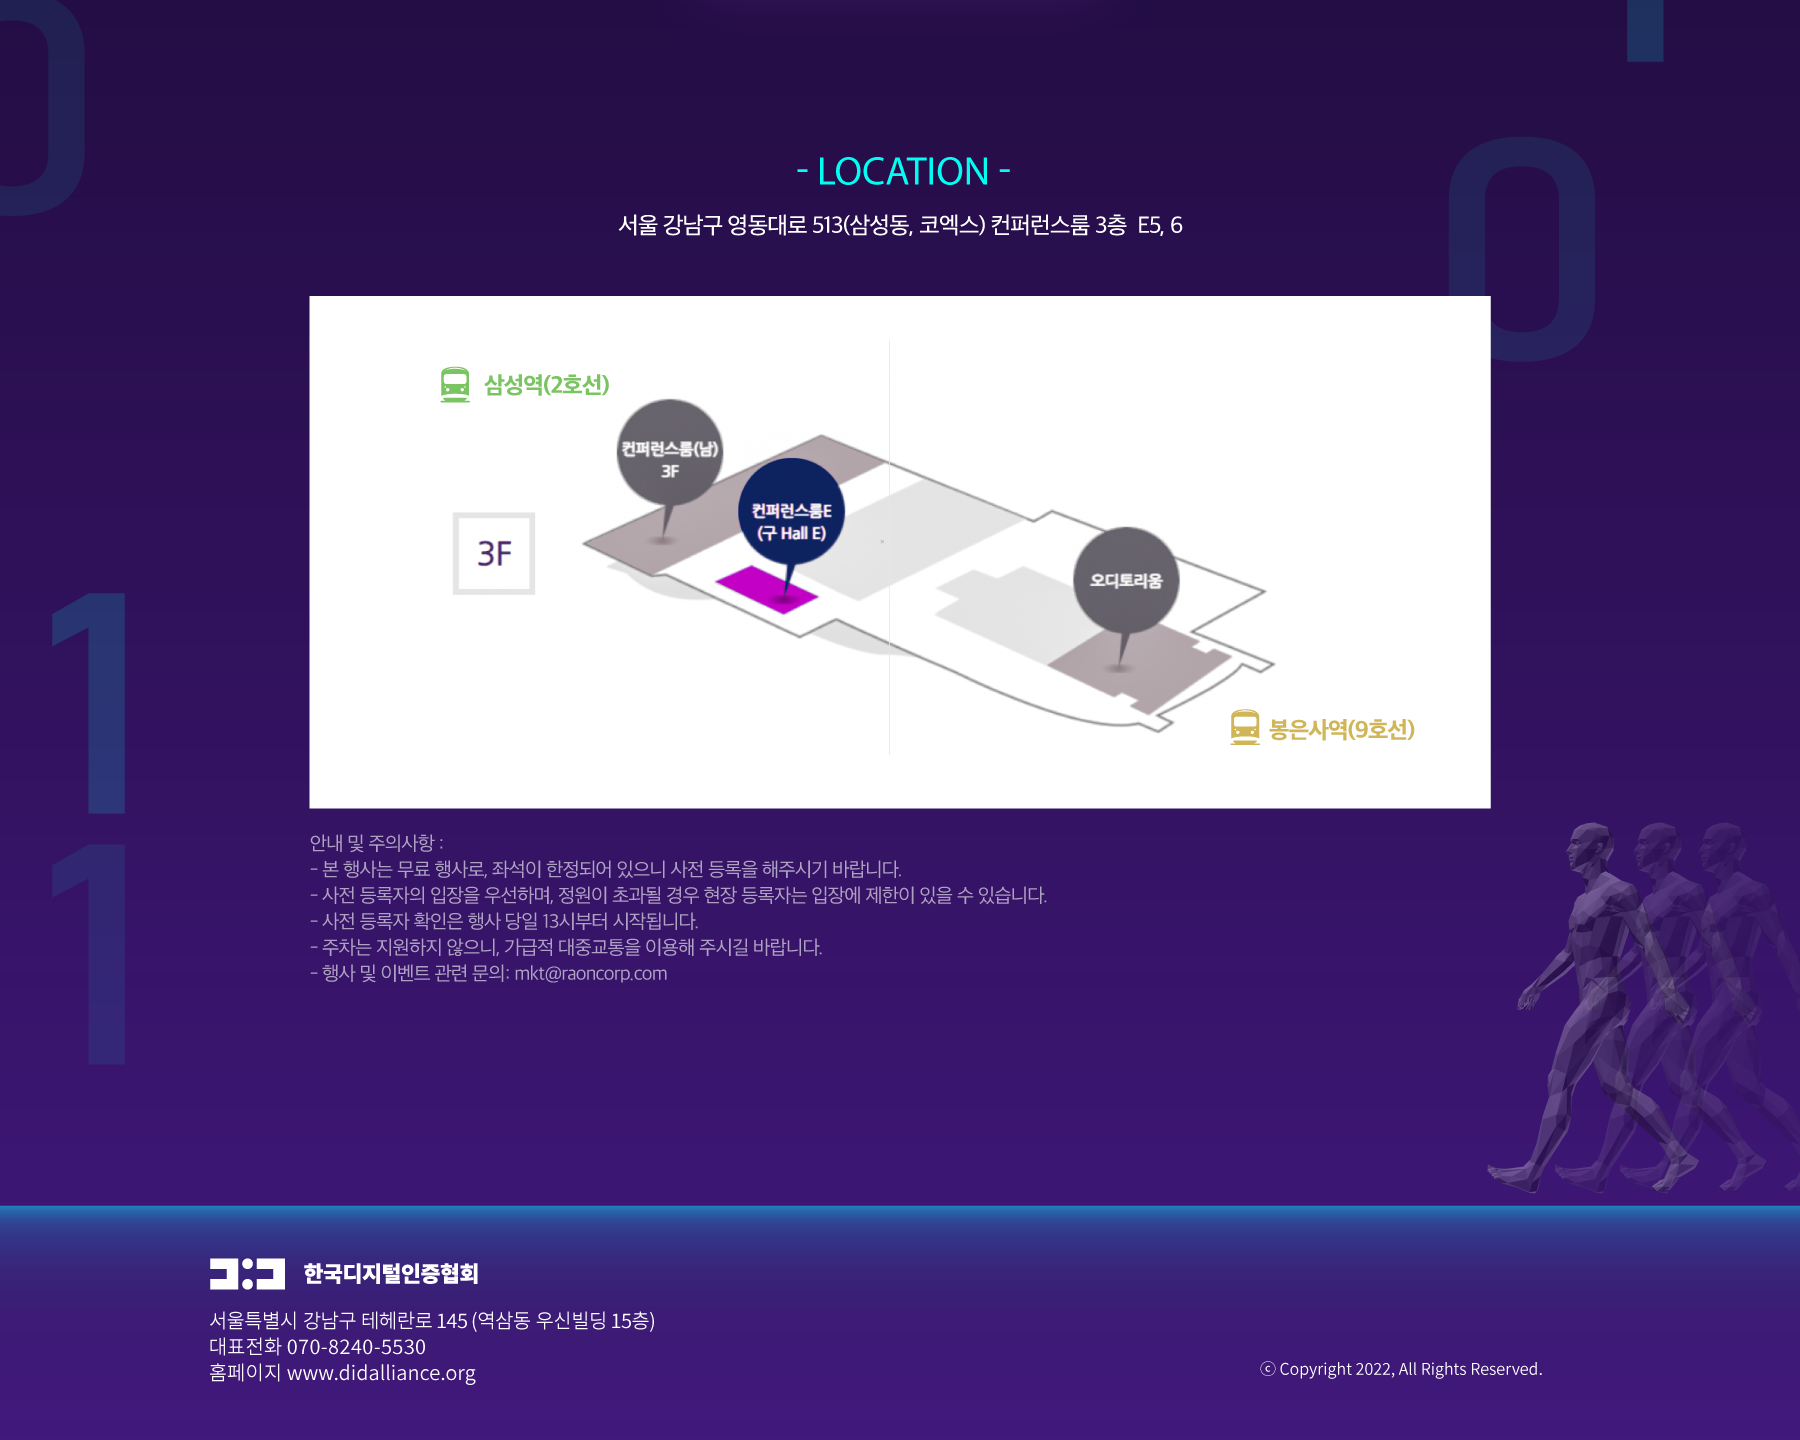 - LOCATION -
서울 강남구 영동대로 513(삼성동, 코엑스) 컨퍼런스룸 3층 E5, 6
삼성역(2호선)
컨퍼런스룸(남)
3F
컨퍼런스룸E
(구 Hall E)
3F
오디토리움
봉은사역(9호선)
안내 및 주의사항 :
- 본 행사는 무료 행사로, 좌석이 한정되어 있으니 사전 등록을 해주시기 바랍니다.
- 사전 등록자의 입장을 우선하며, 정원이 초과될 경우 현장 등록자는 입장에 제한이 있을 수 있습니다.
- 사전 등록자 확인은 행사 당일 13시부터 시작됩니다.
- 주차는 지원하지 않으니, 가급적 대중교통을 이용해 주시길 바랍니다.
- 행사 및 이벤트 관련 문의: mkt@raoncorp.com
한국디지털인증협회
서울특별시 강남구 테헤란로 145 (역삼동 우신빌딩 15층)
대표전화 070-8240-5530
홈페이지 www.didalliance.org
ⓒ Copyright 2022, All Rights Reserved.
0
1
0
1
1